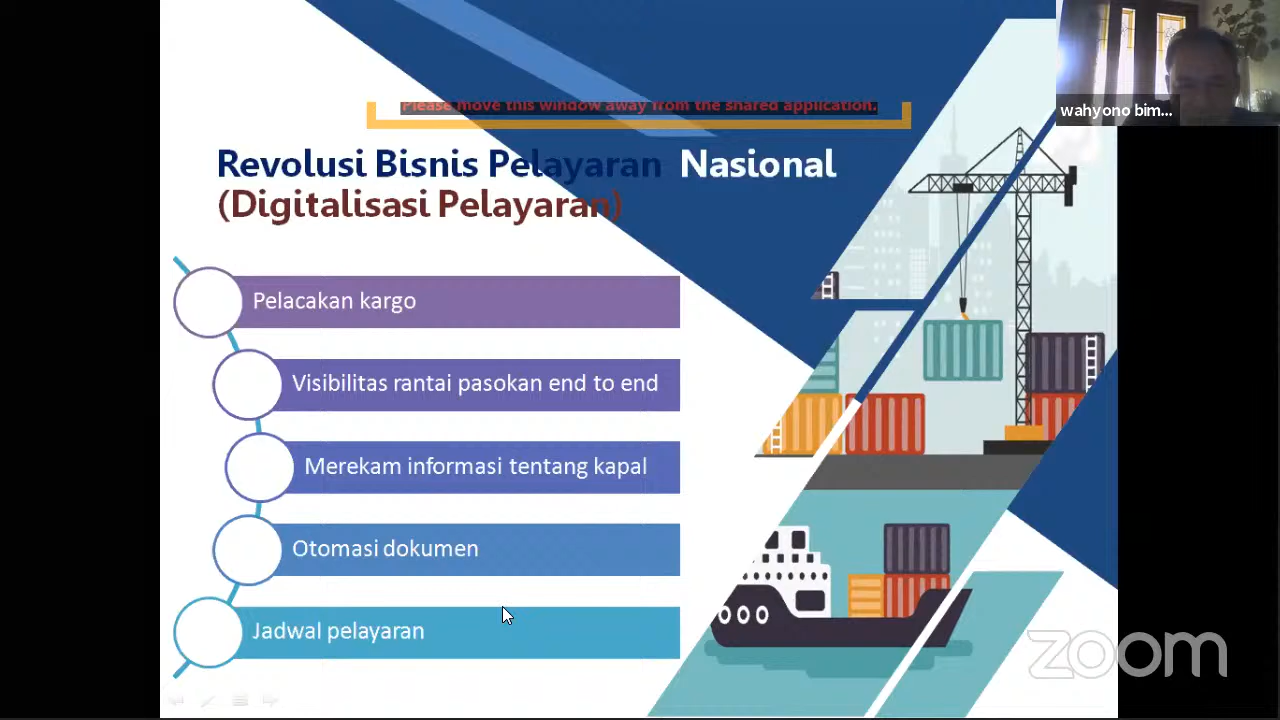 Please move this window away from the shared application.
wahyono bim...
Revolusi Bisnis Pelayaran Nasional
(Digitalisasi Pelayaran)
Pelacakan kargo
Visibilitas rantai pasokan end to end
Merekam informasi tentang kapal
Otomasi dokumen
Jadwal pelayaran
zoom